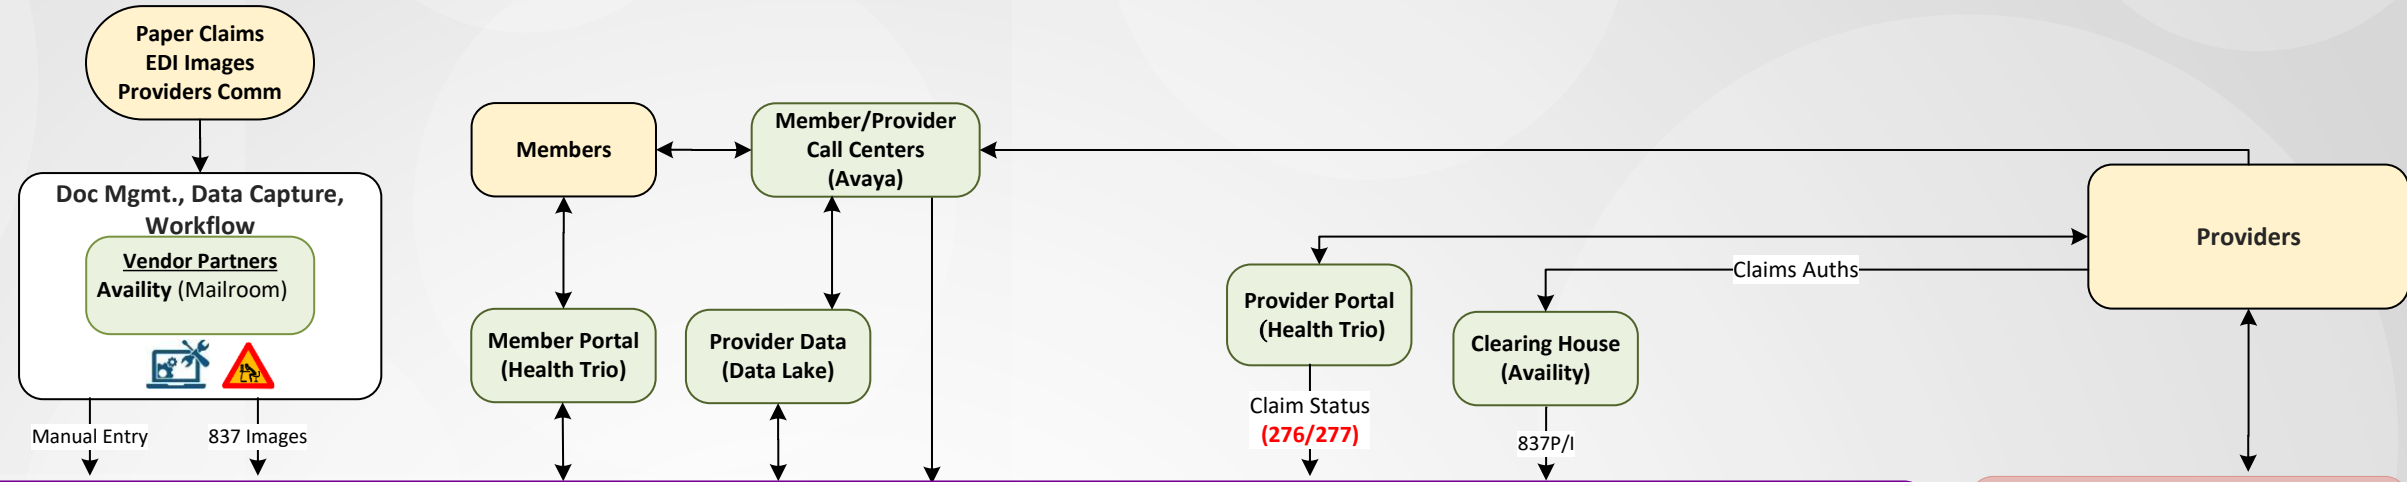 Paper Claims
EDI Images
Providers Comm
Doc Mgmt., Data Capture,
Workflow
Vendor Partners
Availity (Mailroom)
Manual Entry
837 Images
Members
Member/Provider
Call Centers
(Avaya)
Member Portal
(Health Trio)
Provider Data
(Data Lake)
Provider Portal
(Health Trio)
Claim Status
(276/277)
Claims Auths
Clearing House
(Availity)
837P/I
Providers